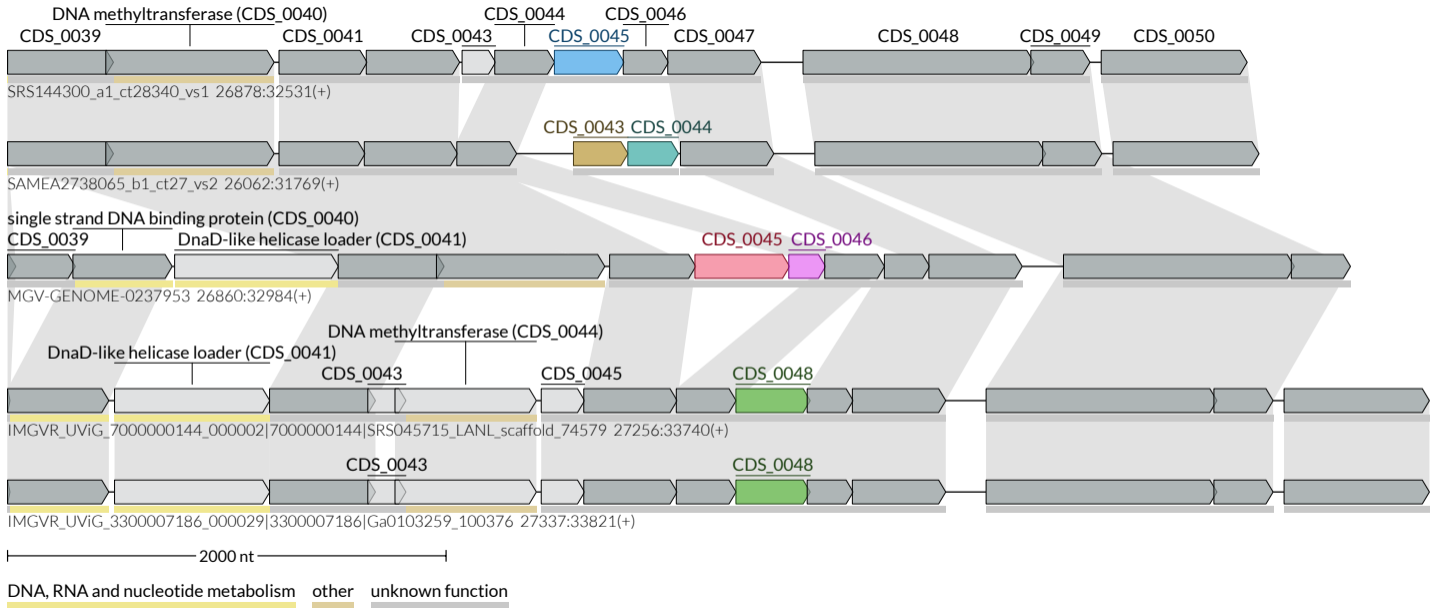 DNA methyltransferase (CDS_0040) CDS_0044 CDS_0046
CDS_0039 CDS_0041 CDS_0043 CDS_0045 CDS_0047 CDS_0048 CDS_0049 CDS_0050
SRS144300_a1_ct28340_vs1 26878:32531(+)
CDS_0043 CDS_0044
SAMEA2738065_b1_ct27_vs2 26062:31769(+)
single strand DNA binding protein (CDS_0040)
CDS_0039 DnaD-like helicase loader (CDS_0041) CDS_0045 CDS_0046
MGV-GENOME-0237953 26860:32984(+)
DNA methyltransferase (CDS_0044)
DnaD-like helicase loader (CDS_0041)
CDS_0043 CDS_0045 CDS_0048
IMGVR_UViG_7000000144_000002|7000000144|SRS045715_LANL_scaffold_74579 27256:33740(+)
CDS_0043 CDS_0048
IMGVR_UViG_3300007186_000029|3300007186|Ga0103259_100376 27337:33821(+)
2000 nt
DNA, RNA and nucleotide metabolism other unknown function